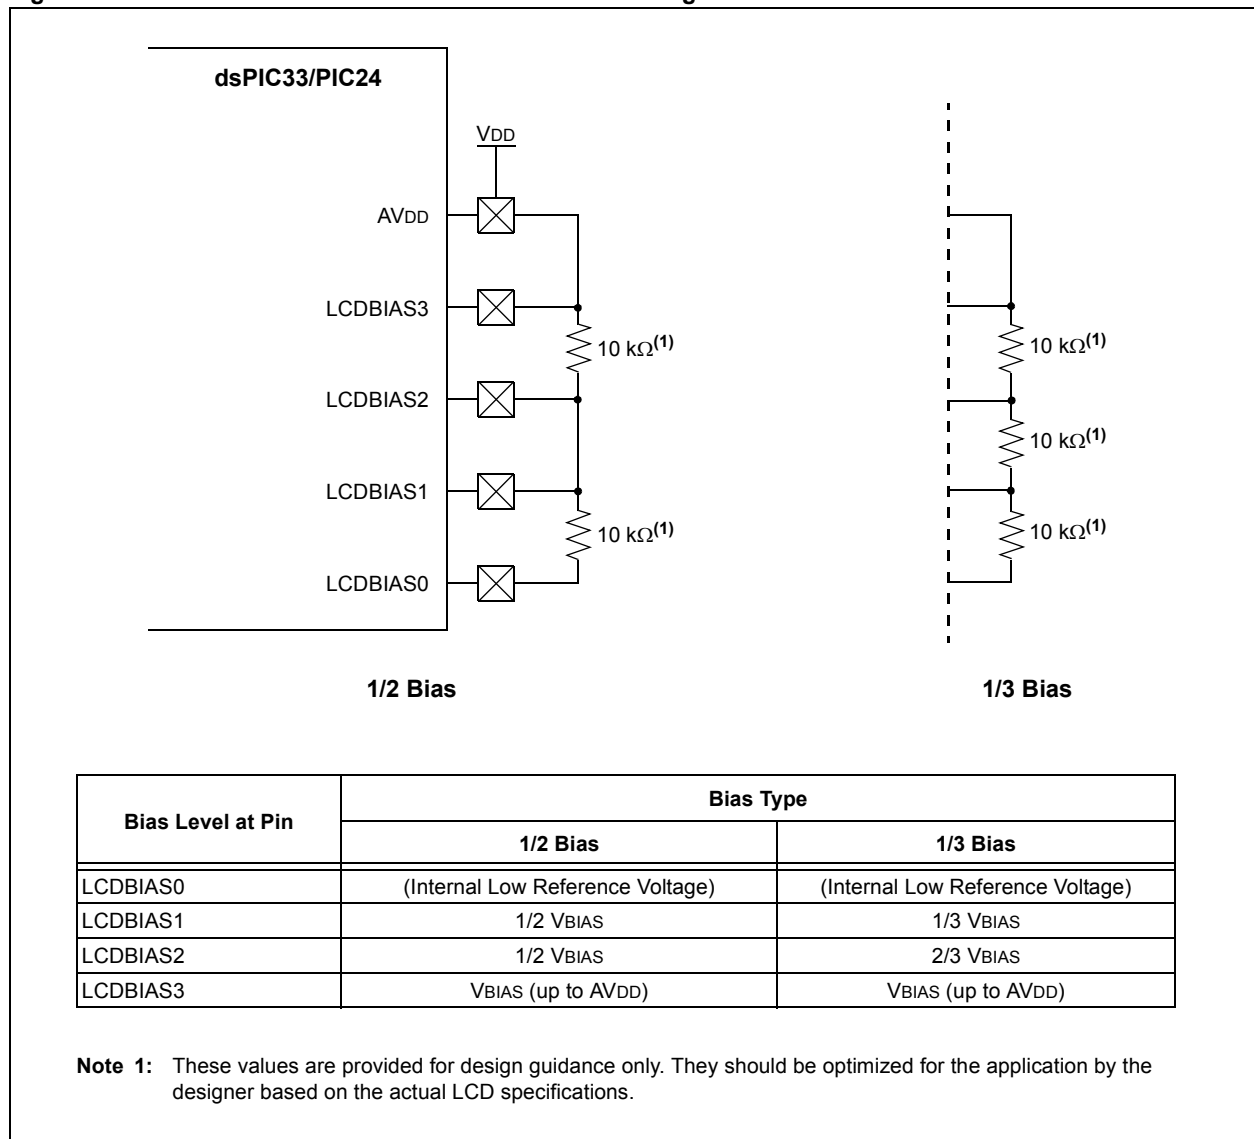 dsPIC33/PIC24
VDD
AVDD
LCDBIAS3
10 kΩ(1)
LCDBIAS2
LCDBIAS1
10 kΩ(1)
LCDBIAS0
1/2 Bias
10 kΩ(1)
10 kΩ(1)
10 kΩ(1)
1/3 Bias
Bias Level at Pin
Bias Type
1/2 Bias
1/3 Bias
LCDBIAS0
(Internal Low Reference Voltage)
(Internal Low Reference Voltage)
LCDBIAS1
1/2 VBIAS
1/3 VBIAS
LCDBIAS2
1/2 VBIAS
2/3 VBIAS
LCDBIAS3
VBIAS (up to AVDD)
VBIAS (up to AVDD)
Note 1: These values are provided for design guidance only. They should be optimized for the application by the
designer based on the actual LCD specifications.